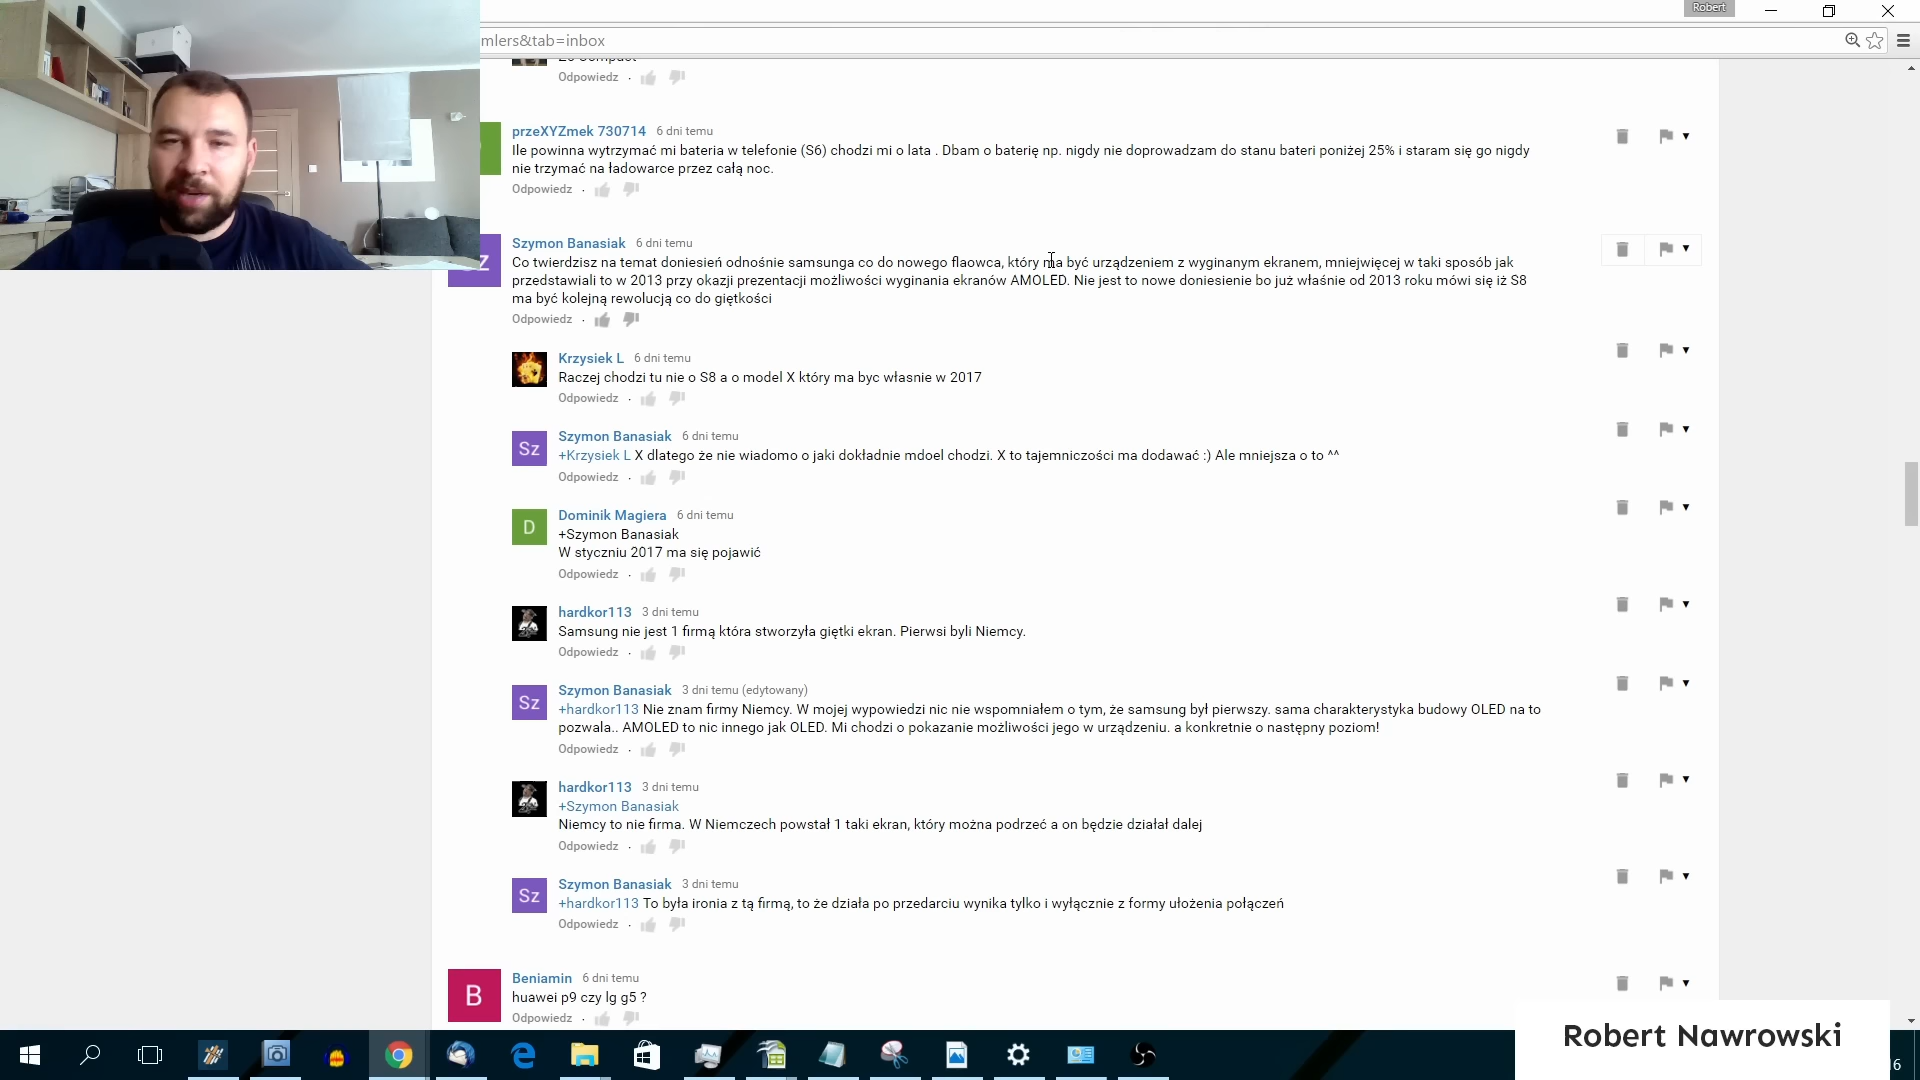 Robert
mlers&tab=inbox
Odpowiedz
przeXYZmek 730714 6 dni temu
Ile powinna wytrzymać mi bateria w telefonie (S6) chodzi mi o lata . Dbam o baterię np. nigdy nie doprowadzam do stanu bateri poniżej 25% i staram się go nigdy
nie trzymać na ładowarce przez całą noc.
Odpowiedz
Szymon Banasiak 6 dni temu
Co twierdzisz na temat doniesień odnośnie samsunga co do nowego flaowca, który ma być urządzeniem z wyginanym ekranem, mniejwięcej w taki sposób jak
przedstawiali to w 2013 przy okazji prezentacji możliwości wyginania ekranów AMOLED. Nie jest to nowe doniesienie bo już właśnie od 2013 roku mówi się iż S8
ma być kolejną rewolucją co do giętkości
Odpowiedz
Krzysiek L 6 dni temu
Raczej chodzi tu nie o S8 a o model X który ma byc własnie w 2017
Odpowiedz
Sz
Szymon Banasiak 6 dni temu
+Krzysiek L X dlatego że nie wiadomo o jaki dokładnie mdoel chodzi. X to tajemniczości ma dodawać :) Ale mniejsza o to ^^
Odpowiedz
D
Dominik Magiera 6 dni temu
+Szymon Banasiak
W styczniu 2017 ma się pojawić
Odpowiedz
hardkor113 3 dni temu
Samsung nie jest 1 firmą która stworzyła giętki ekran. Pierwsi byli Niemcy.
Odpowiedz
Sz
Szymon Banasiak 3 dni temu (edytowany)
+hardkor113 Nie znam firmy Niemcy. W mojej wypowiedzi nic nie wspomniałem o tym, że samsung był pierwszy. sama charakterystyka budowy OLED na to
pozwala.. AMOLED to nic innego jak OLED. Mi chodzi o pokazanie możliwości jego w urządzeniu. a konkretnie o następny poziom!
Odpowiedz
hardkor113 3 dni temu
+Szymon Banasiak
Niemcy to nie firma. W Niemczech powstał 1 taki ekran, który można podrzeć a on będzie działał dalej
Odpowiedz
Sz
Szymon Banasiak 3 dni temu
+hardkor113 To była ironia z tą firmą, to że działa po przedarciu wynika tylko i wyłącznie z formy ułożenia połączeń
Odpowiedz
B
Beniamin 6 dni temu
huawei p9 czy lg g5 ?
Odpowiedz
Robert Nawrowski